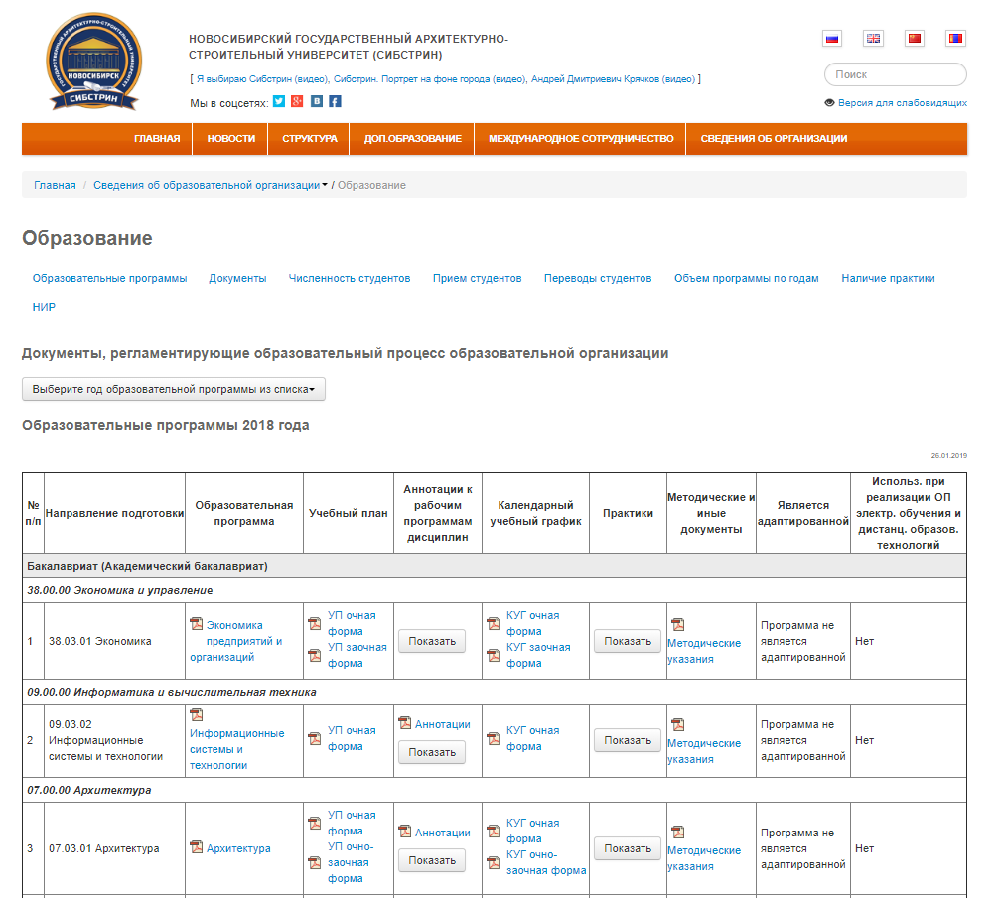 ГОСУДАРСТВЕННЫЙ АРХИТЕКТУРНО-СТРОИТЕЛЬНЫЙ УНИВЕРСИТЕТ
НОВОСИБИРСК
СИБСТРИН
НОВОСИБИРСКИЙ ГОСУДАРСТВЕННЫЙ АРХИТЕКТУРНО-
СТРОИТЕЛЬНЫЙ УНИВЕРСИТЕТ (СИБСТРИН)
[ Я выбираю Сибстрин (видео), Сибстрин. Портрет на фоне города (видео), Андрей Дмитриевич Крячков (видео) ]
Мы в соцсетях:
Поиск
Версия для слабовидящих
ГЛАВНАЯ НОВОСТИ СТРУКТУРА ДОП.ОБРАЗОВАНИЕ МЕЖДУНАРОДНОЕ СОТРУДНИЧЕСТВО СВЕДЕНИЯ ОБ ОРГАНИЗАЦИИ
Главная / Сведения об образовательной организации / Образование
Образование
Образовательные программы Документы Численность студентов Прием студентов Переводы студентов Объем программы по годам Наличие практики
НИР
Документы, регламентирующие образовательный процесс образовательной организации
Выберите год образовательной программы из списка
Образовательные программы 2018 года
26.01.2019
№
п/п
Направление подготовки
Образовательная
программа
Учебный план
Аннотации к
рабочим
программам
дисциплин
Календарный
учебный график
Практики
Методические и
иные
документы
Является
адаптированной
Использ. при
реализации ОП
электр. обучения и
дистанц. образов.
технологий
Бакалавриат (Академический бакалавриат)
38.00.00 Экономика и управление
1
38.03.01 Экономика
Экономика
предприятий и
организаций
УП очная
форма
УП заочная
форма
Показать
КУГ очная
форма
КУГ заочная
форма
Показать
Методические
указания
Программа не
является
адаптированной
Нет
09.00.00 Информатика и вычислительная техника
2
09.03.02
Информационные
системы и технологии
Информационные
системы и
технологии
УП очная
форма
Аннотации
Показать
КУГ очная
форма
Показать
Методические
указания
Программа не
является
адаптированной
Нет
07.00.00 Архитектура
3
07.03.01 Архитектура
Архитектура
УП очная
форма
УП очно-
заочная
форма
Аннотации
Показать
КУГ очная
форма
КУГ очно-
заочная форма
Показать
Методические
указания
Программа не
является
адаптированной
Нет